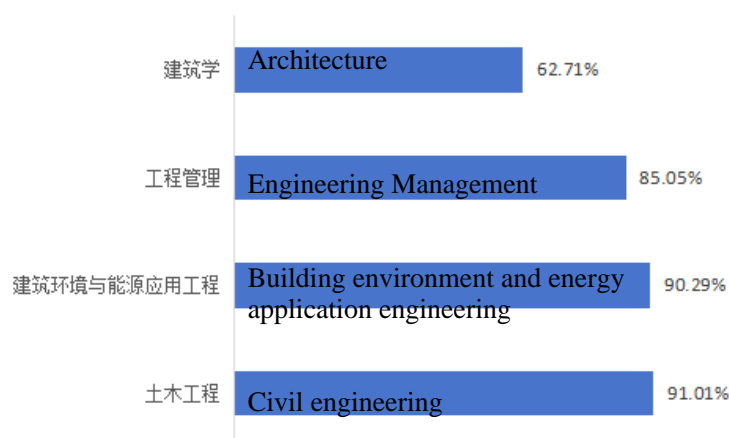 建筑学 Architecture 62.71%
工程管理 Engineering Management 85.05%
建筑环境与能源应用工程 Building environment and energy 90.29%
application engineering
土木工程 Civil engineering 91.01%